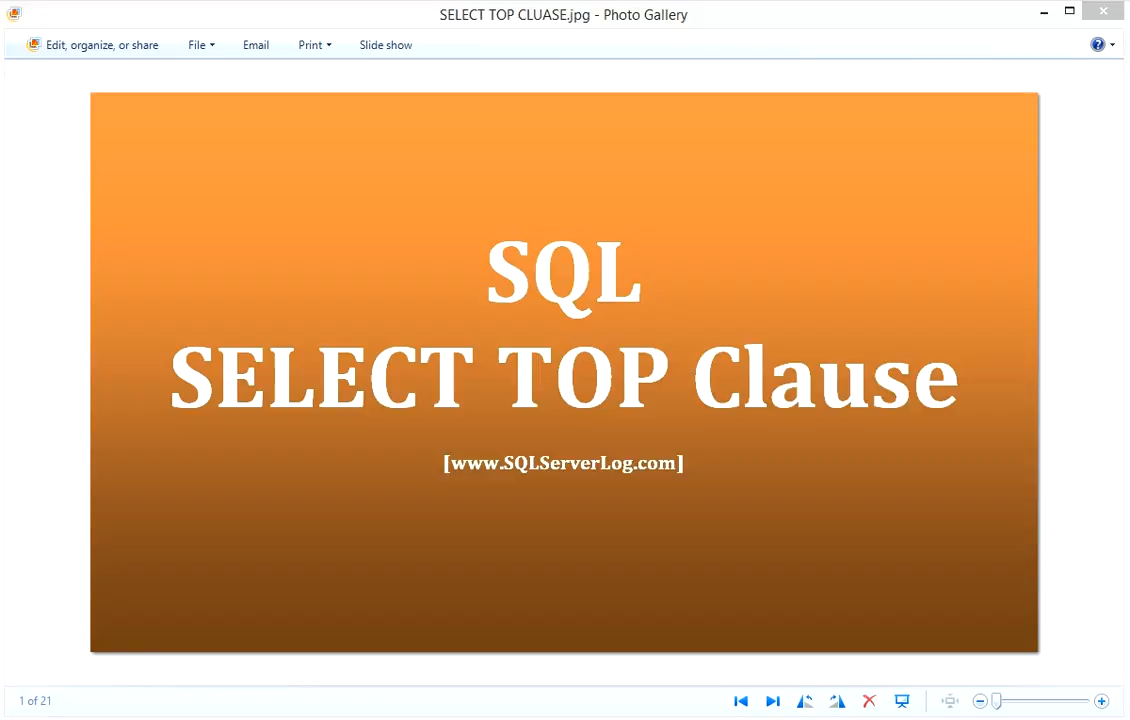 SELECT TOP CLUASE.jpg - Photo Gallery
Edit, organize, or share File Email Print Slide show
SQL
SELECT TOP Clause
[www.SQLServerLog.com]
1 of 21